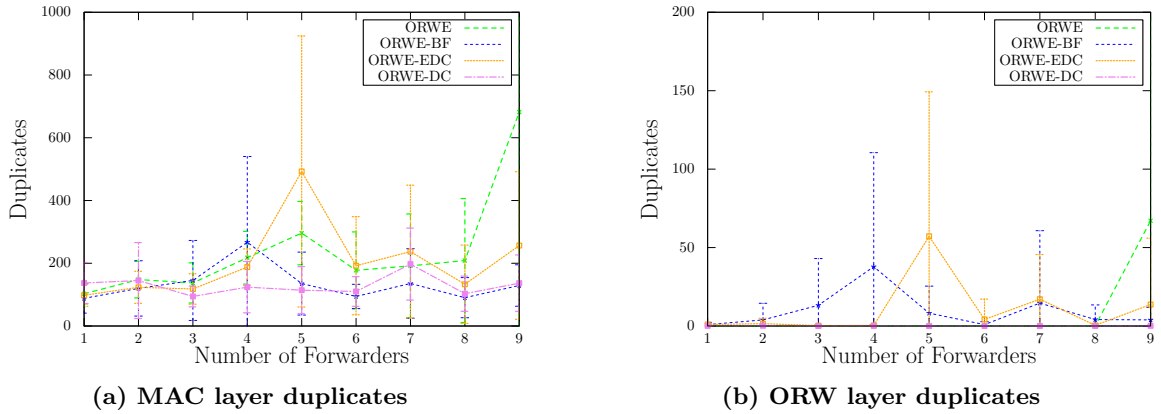 1000
800
600
400
200
0
Duplicates
1 2 3 4 5 6 7 8 9
Number of Forwarders
ORWE
ORWE-BF
ORWE-EDC
ORWE-DC
(a) MAC layer duplicates
200
150
100
50
0
Duplicates
1 2 3 4 5 6 7 8 9
Number of Forwarders
ORWE
ORWE-BF
ORWE-EDC
ORWE-DC
(b) ORW layer duplicates